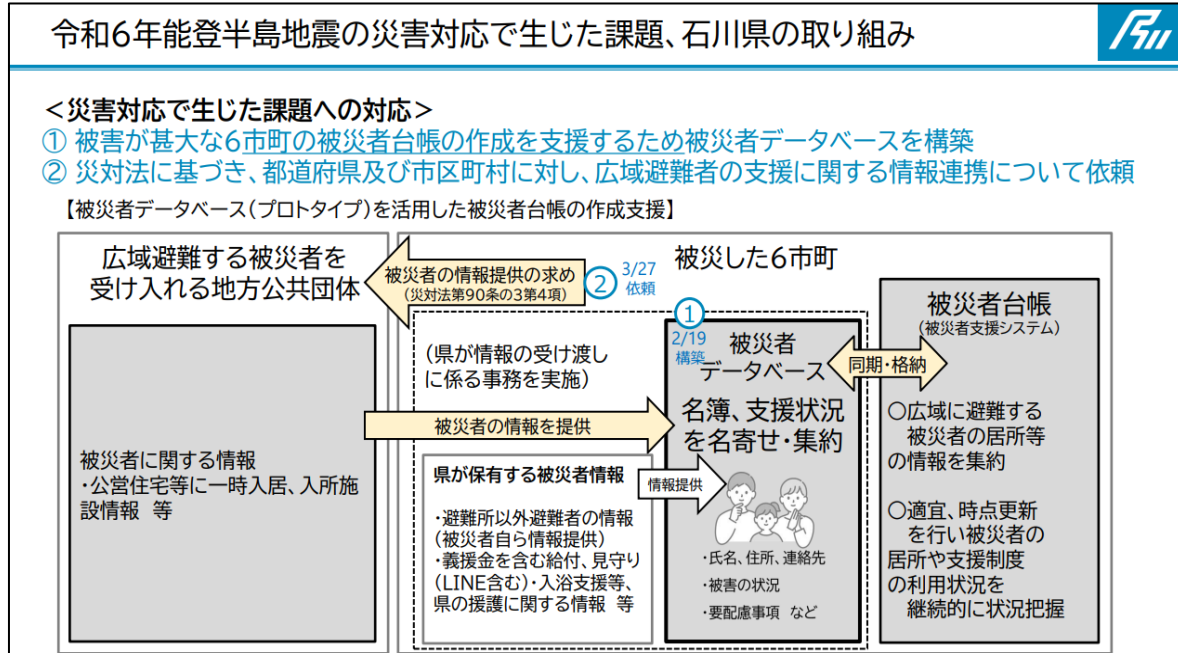 令和6年能登半島地震の災害対応で生じた課題、石川県の取り組み
<災害対応で生じた課題への対応>
① 被害が甚大な6市町の被災者台帳の作成を支援するため被災者データベースを構築
② 災対法に基づき、都道府県及び市区町村に対し、広域避難者の支援に関する情報連携について依頼
【被災者データベース(プロトタイプ)を活用した被災者台帳の作成支援】
広域避難する被災者を
受け入れる地方公共団体
被災者に関する情報
・公営住宅等に一時入居、入所施
設情報 等
被災者の情報提供の求め
(災対法第90条の3第4項)
②
3/27
依頼
被災した6市町
①
2/19
構築
(県が情報の受け渡し
に係る事務を実施)
被災者の情報を提供
県が保有する被災者情報
・避難所以外避難者の情報
(被災者自ら情報提供)
・義援金を含む給付、見守り
(LINE含む)・入浴支援等、
県の援護に関する情報 等
情報提供
被災者
データベース
名簿、支援状況
を名寄せ・集約
・氏名、住所、連絡先
・被害の状況
・要配慮事項 など
同期・格納
被災者台帳
(被災者支援システム)
○広域に避難する
被災者の居所等
の情報を集約
○適宜、時点更新
を行い被災者の
居所や支援制度
の利用状況を
継続的に状況把握